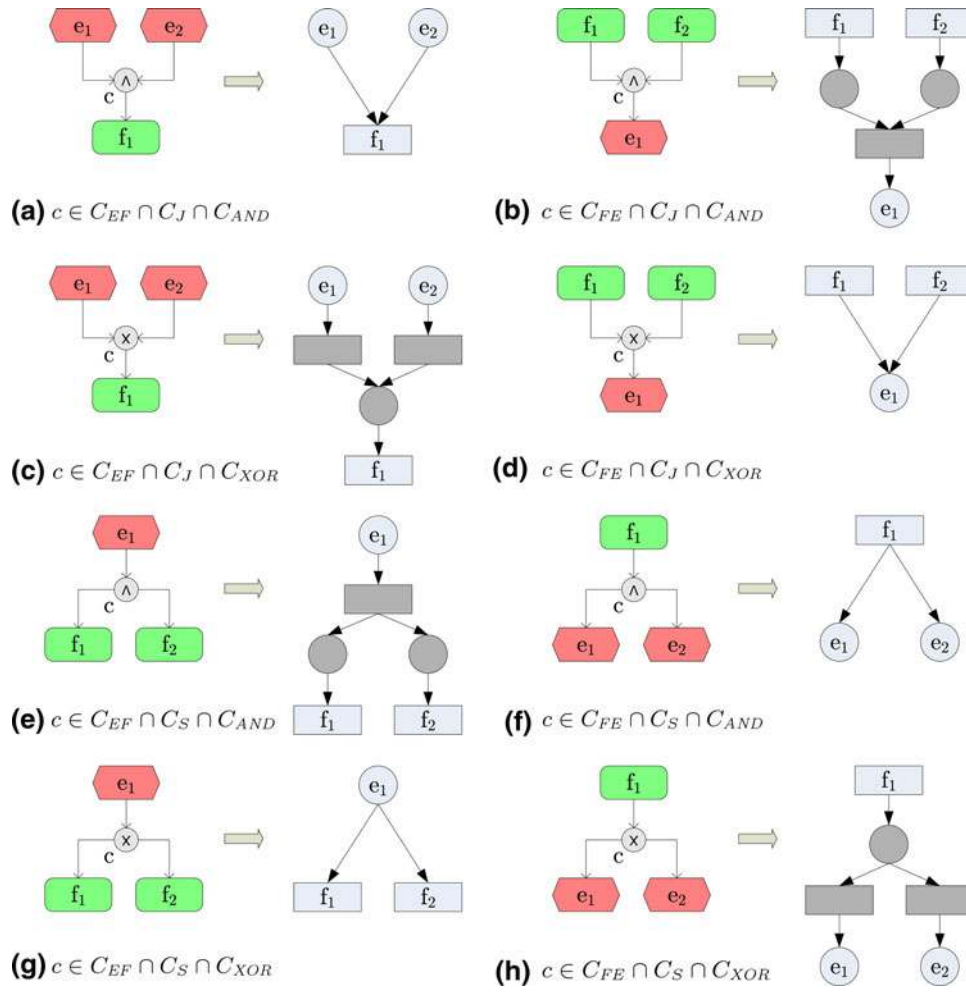 e₁ e₂ e₁ e₂ f₁ f₂ f₁ f₂
∧ ∧
c c
f₁ f₁ e₁ e₁
(a) c ∈ C_EF ∩ C_J ∩ C_AND
(b) c ∈ C_FE ∩ C_J ∩ C_AND
e₁ e₂ e₁ e₂ f₁ f₂ f₁ f₂
x x
c c
f₁ f₁ e₁ e₁
(c) c ∈ C_EF ∩ C_J ∩ C_XOR
(d) c ∈ C_FE ∩ C_J ∩ C_XOR
e₁ e₁ f₁ f₁
∧ ∧
c c
f₁ f₂ f₁ f₂ e₁ e₂ e₁ e₂
(e) c ∈ C_EF ∩ C_S ∩ C_AND
(f) c ∈ C_FE ∩ C_S ∩ C_AND
e₁ e₁ f₁ f₁
x x
c c
f₁ f₂ f₁ f₂ e₁ e₂ e₁ e₂
(g) c ∈ C_EF ∩ C_S ∩ C_XOR
(h) c ∈ C_FE ∩ C_S ∩ C_XOR